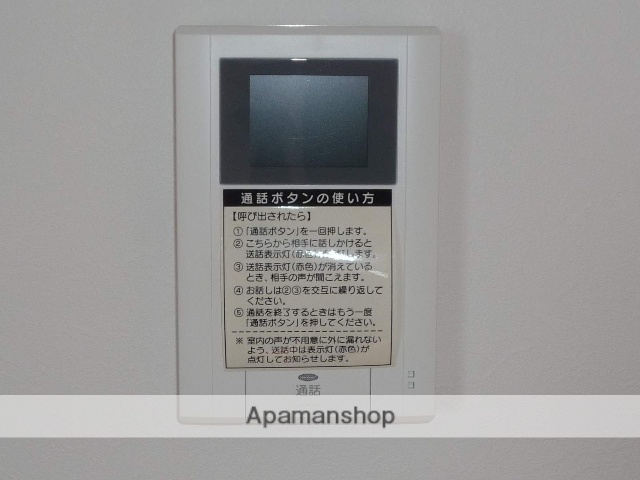 通話ボタンの使い方
【呼び出されたら】
①「通話ボタン」を一回押します。
②こちらから相手に話しかけると
送話表示灯(赤色)が点灯します。
③送話表示灯(赤色)が消えている
とき、相手の声が聞こえます。
④お話しは②③を交互に繰り返して
ください。
⑤通話を終了するときはもう一度
「通話ボタン」を押してください。
※ 室内の声が不用意に外に漏れない
よう、送話中は表示灯(赤色)が
点灯してお知らせします。
通話
Apamanshop